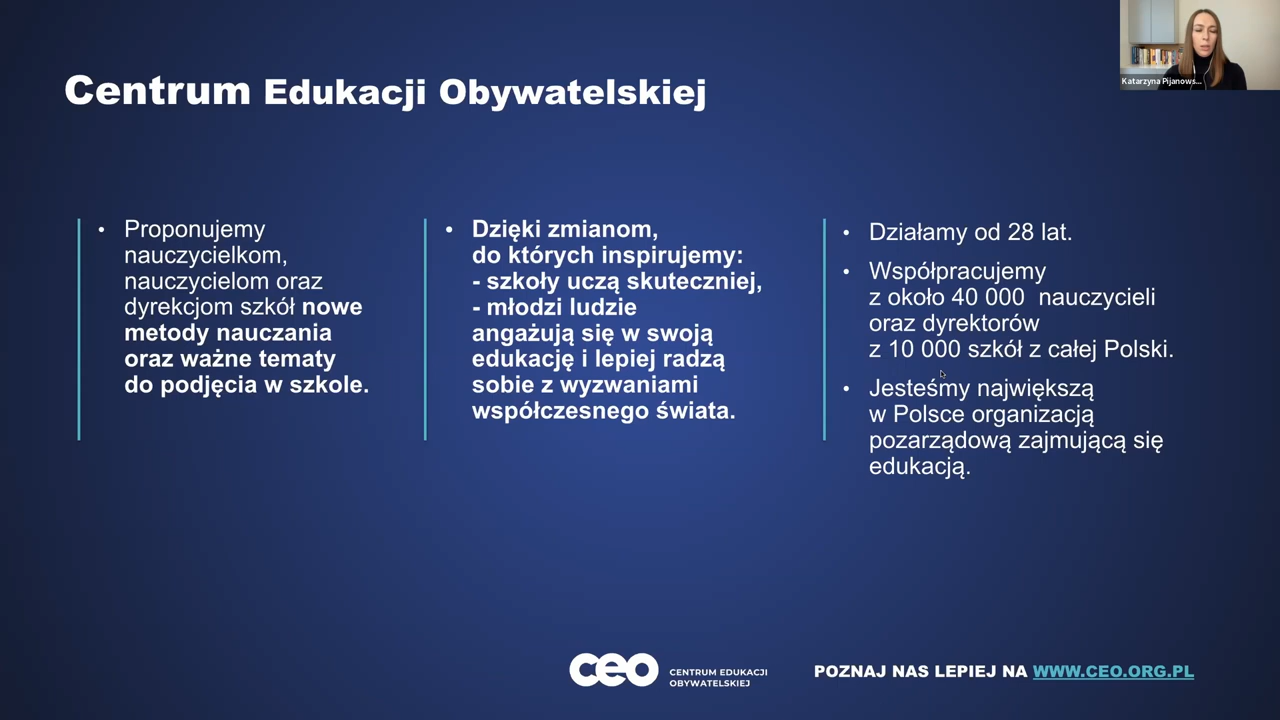 Centrum Edukacji Obywatelskiej
Katarzyna Pijanows...
• Proponujemy
nauczycielkom,
nauczycielom oraz
dyrekcjom szkół nowe
metody nauczania
oraz ważne tematy
do podjęcia w szkole.
• Dzięki zmianom,
do których inspirujemy:
- szkoły uczą skuteczniej,
- młodzi ludzie
angażują się w swoją
edukację i lepiej radzą
sobie z wyzwaniami
współczesnego świata.
• Działamy od 28 lat.
• Współpracujemy
z około 40 000 nauczycieli
oraz dyrektorów
z 10 000 szkół z całej Polski.
• Jesteśmy największą
w Polsce organizacją
pozarządową zajmującą się
edukacją.
ceo
CENTRUM EDUKACJI
OBYWATELSKIEJ
POZNAJ NAS LEPIEJ NA WWW.CEO.ORG.PL